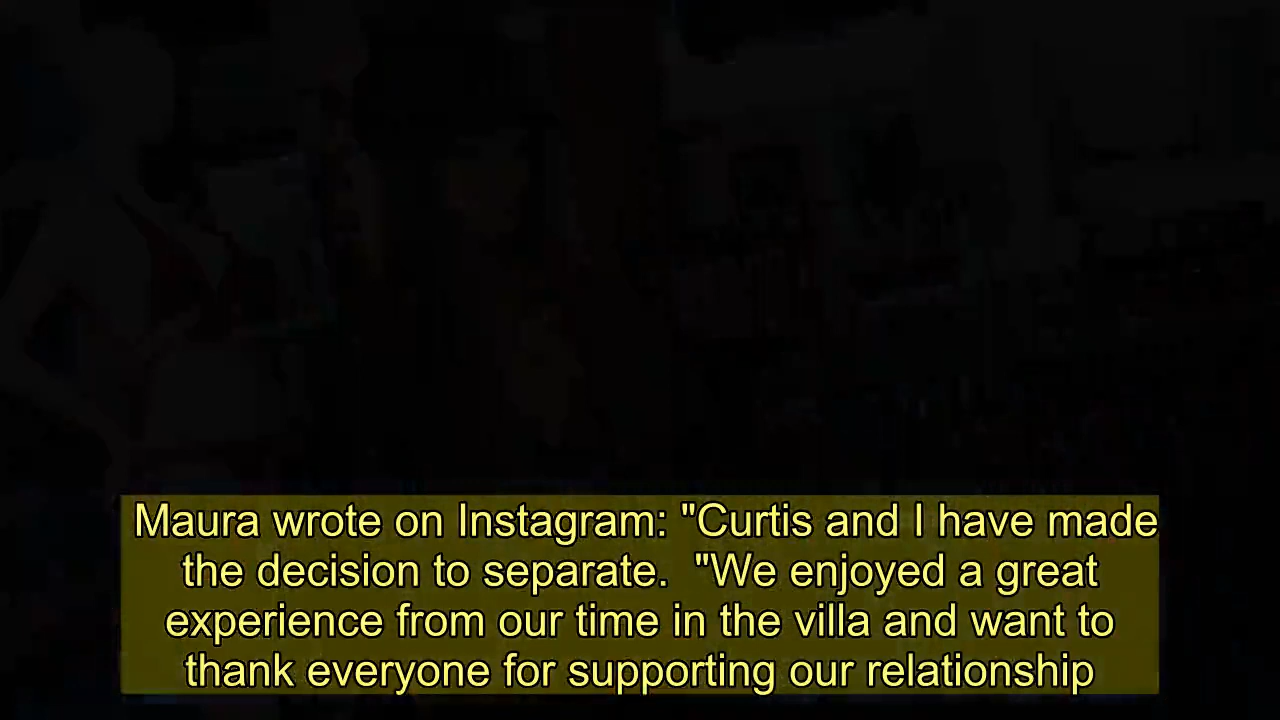 Maura wrote on Instagram: "Curtis and I have made
the decision to separate.  "We enjoyed a great
experience from our time in the villa and want to
thank everyone for supporting our relationship